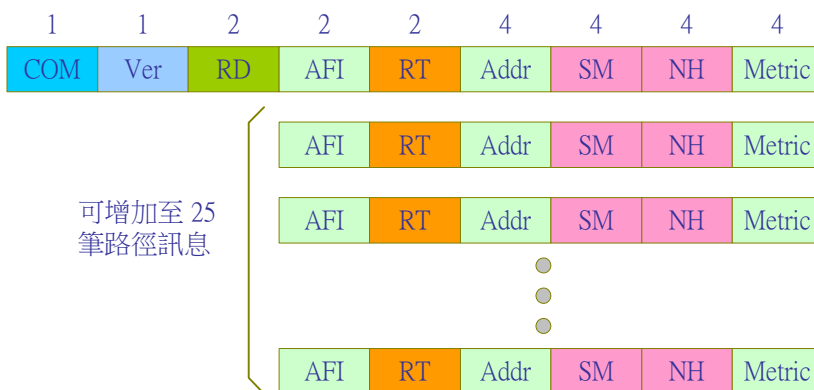 1 1 2 2 2 4 4 4 4
COM Ver RD AFI RT Addr SM NH Metric
AFI RT Addr SM NH Metric
可增加至 25
筆路徑訊息
AFI RT Addr SM NH Metric
AFI RT Addr SM NH Metric